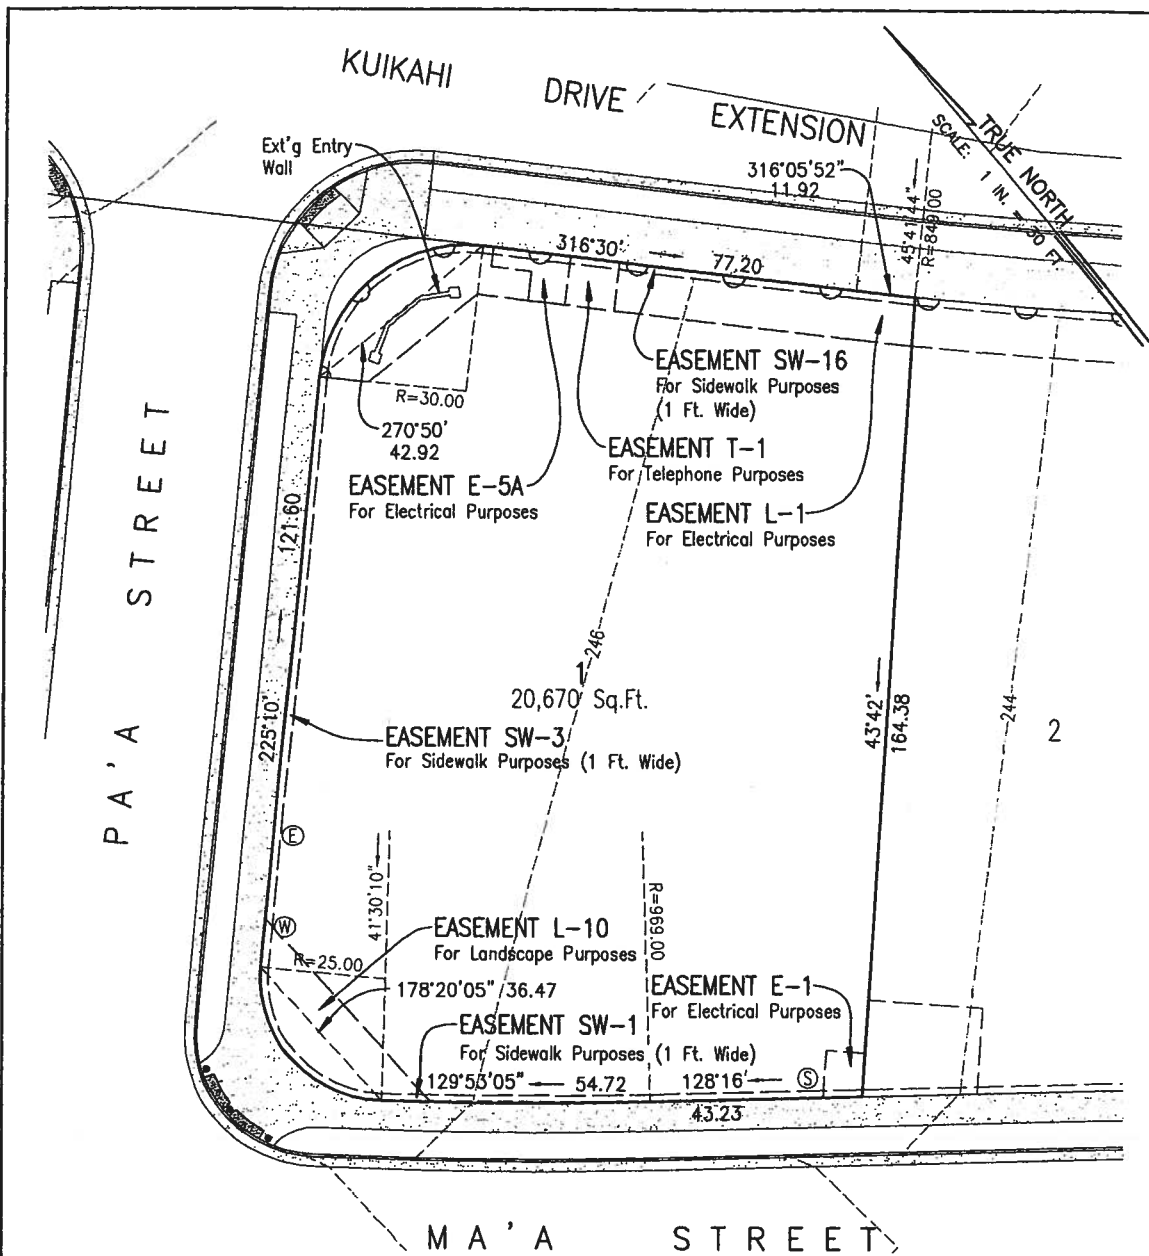 KUIKAHI DRIVE EXTENSION
TRUE NORTH
SCALE: 1 IN. = 30 FT.
Ext'g Entry
Wall
316°05'52"
11.92
45°41'44"
R=849.00
316°30'
77.20
EASEMENT SW-16
For Sidewalk Purposes
(1 Ft. Wide)
R=30.00
270°50'
42.92
EASEMENT T-1
For Telephone Purposes
EASEMENT E-5A
For Electrical Purposes
EASEMENT L-1
For Electrical Purposes
PA'A STREET
121.60
225°10'
246
1
20,670 Sq.Ft.
43°42'
164.38
244
2
EASEMENT SW-3
For Sidewalk Purposes (1 Ft. Wide)
E
W
41°30'10"
R=969.00
EASEMENT L-10
For Landscape Purposes
R=25.00
178°20'05" 36.47
EASEMENT E-1
For Electrical Purposes
EASEMENT SW-1
For Sidewalk Purposes (1 Ft. Wide)
129°53'05" 54.72
128°16'
S
43.23
MA'A STREET